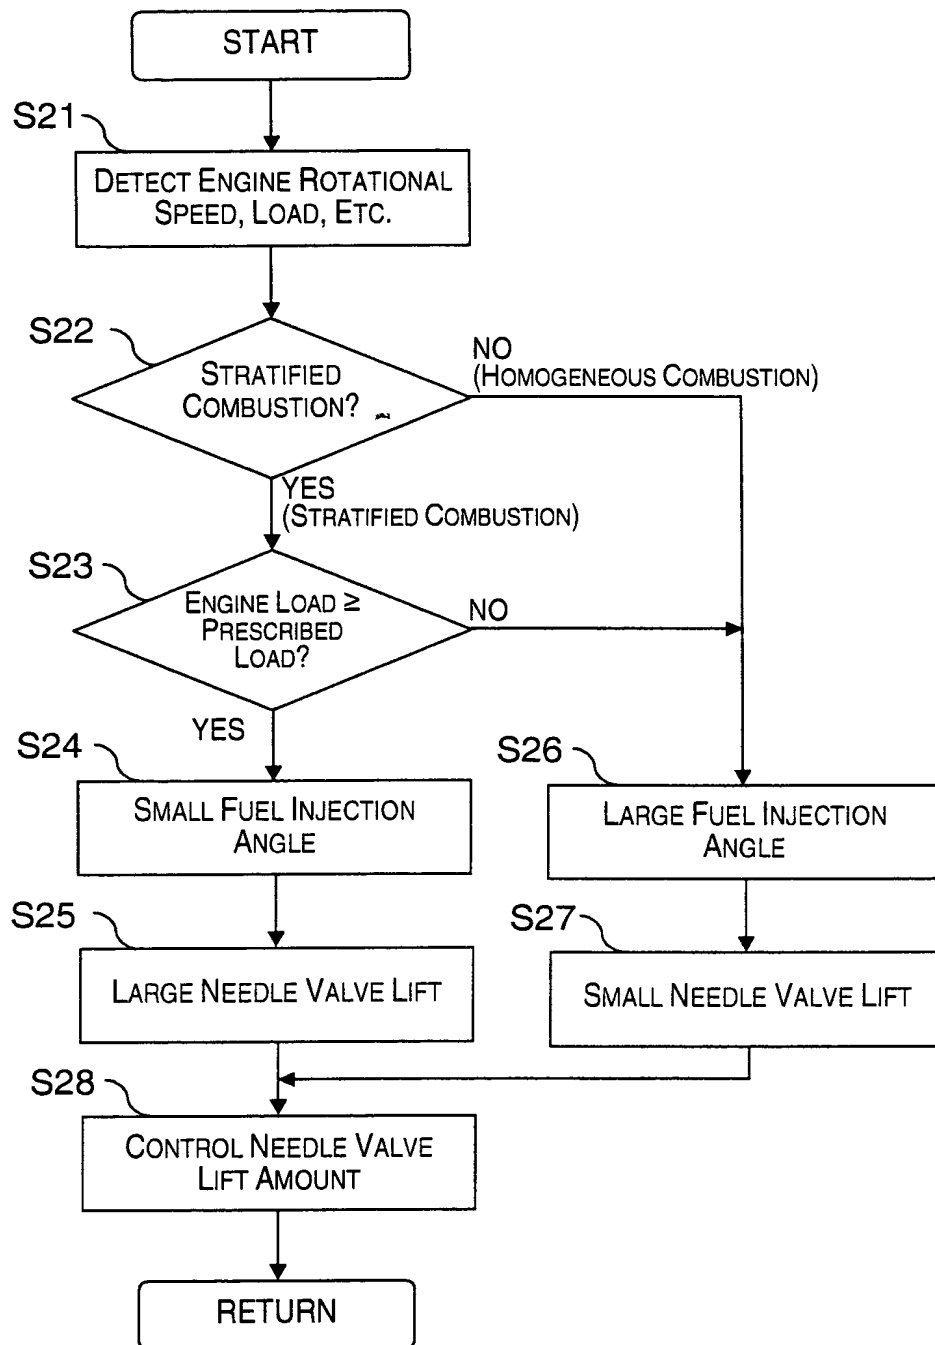 START
S21
DETECT ENGINE ROTATIONAL
SPEED, LOAD, ETC.
S22
STRATIFIED
COMBUSTION?
NO
(HOMOGENEOUS COMBUSTION)
YES
(STRATIFIED COMBUSTION)
S23
ENGINE LOAD ≥
PRESCRIBED
LOAD?
NO
YES
S24
SMALL FUEL INJECTION
ANGLE
S26
LARGE FUEL INJECTION
ANGLE
S25
LARGE NEEDLE VALVE LIFT
S27
SMALL NEEDLE VALVE LIFT
S28
CONTROL NEEDLE VALVE
LIFT AMOUNT
RETURN